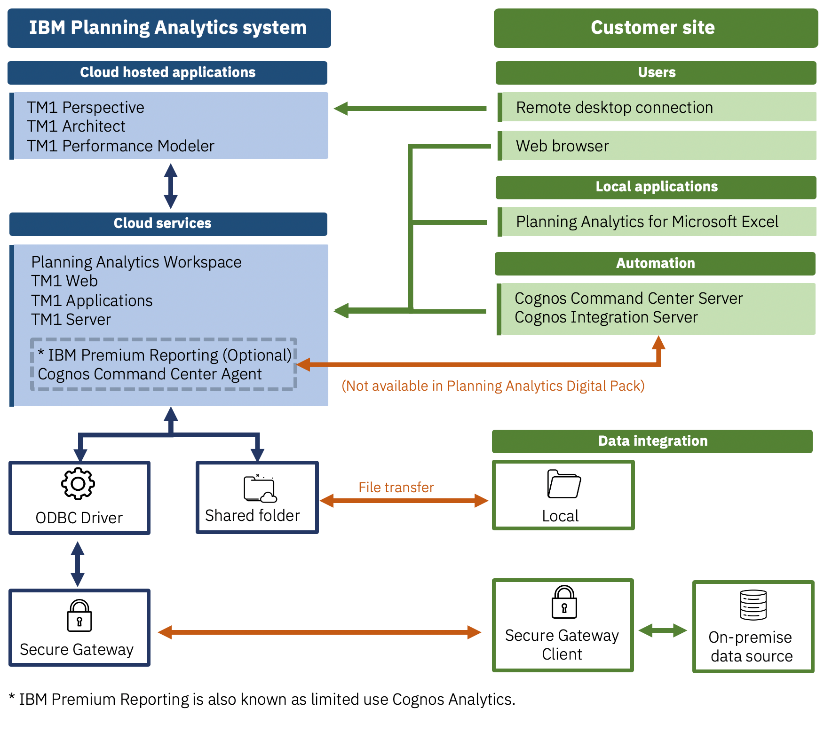 IBM Planning Analytics system
Customer site
Cloud hosted applications
Users
TM1 Perspective
TM1 Architect
TM1 Performance Modeler
Remote desktop connection
Web browser
Local applications
Planning Analytics for Microsoft Excel
Cloud services
Automation
Planning Analytics Workspace
TM1 Web
TM1 Applications
TM1 Server
* IBM Premium Reporting (Optional)
Cognos Command Center Agent
Cognos Command Center Server
Cognos Integration Server
(Not available in Planning Analytics Digital Pack)
Data integration
ODBC Driver
Shared folder
File transfer
Local
Secure Gateway
Secure Gateway
Client
On-premise
data source
* IBM Premium Reporting is also known as limited use Cognos Analytics.